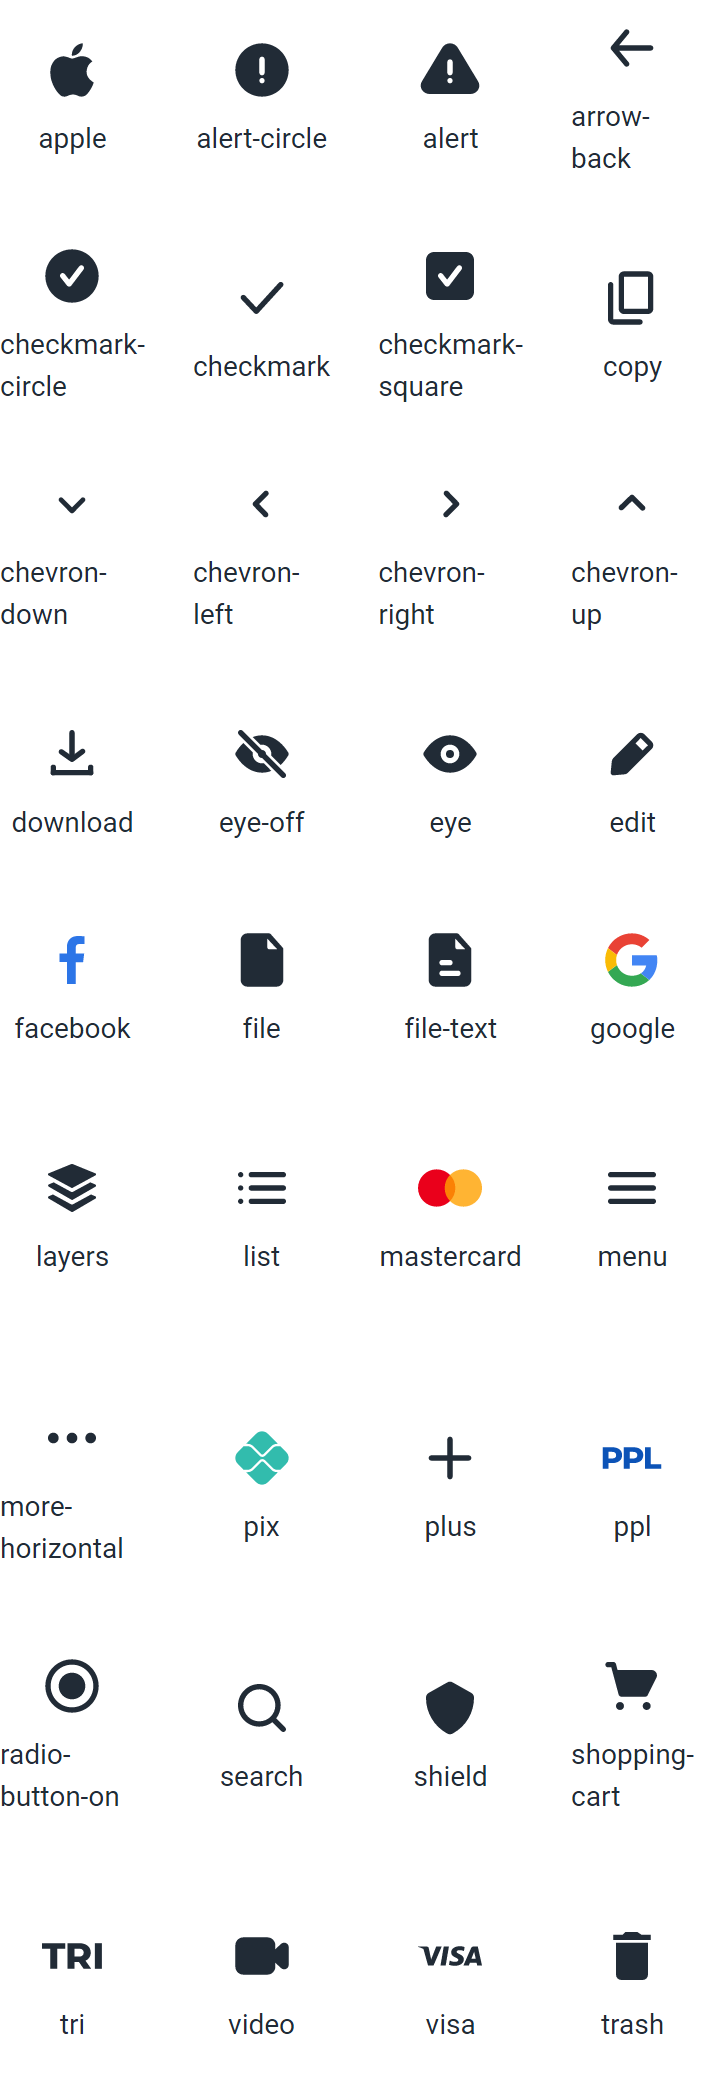 apple
alert-circle
alert
arrow-
back
checkmark-
circle
checkmark
checkmark-
square
copy
chevron-
down
chevron-
left
chevron-
right
chevron-
up
download
eye-off
eye
edit
facebook
file
file-text
google
layers
list
mastercard
menu
more-
horizontal
pix
plus
PPL
ppl
radio-
button-on
search
shield
shopping-
cart
TRI
tri
video
VISA
visa
trash